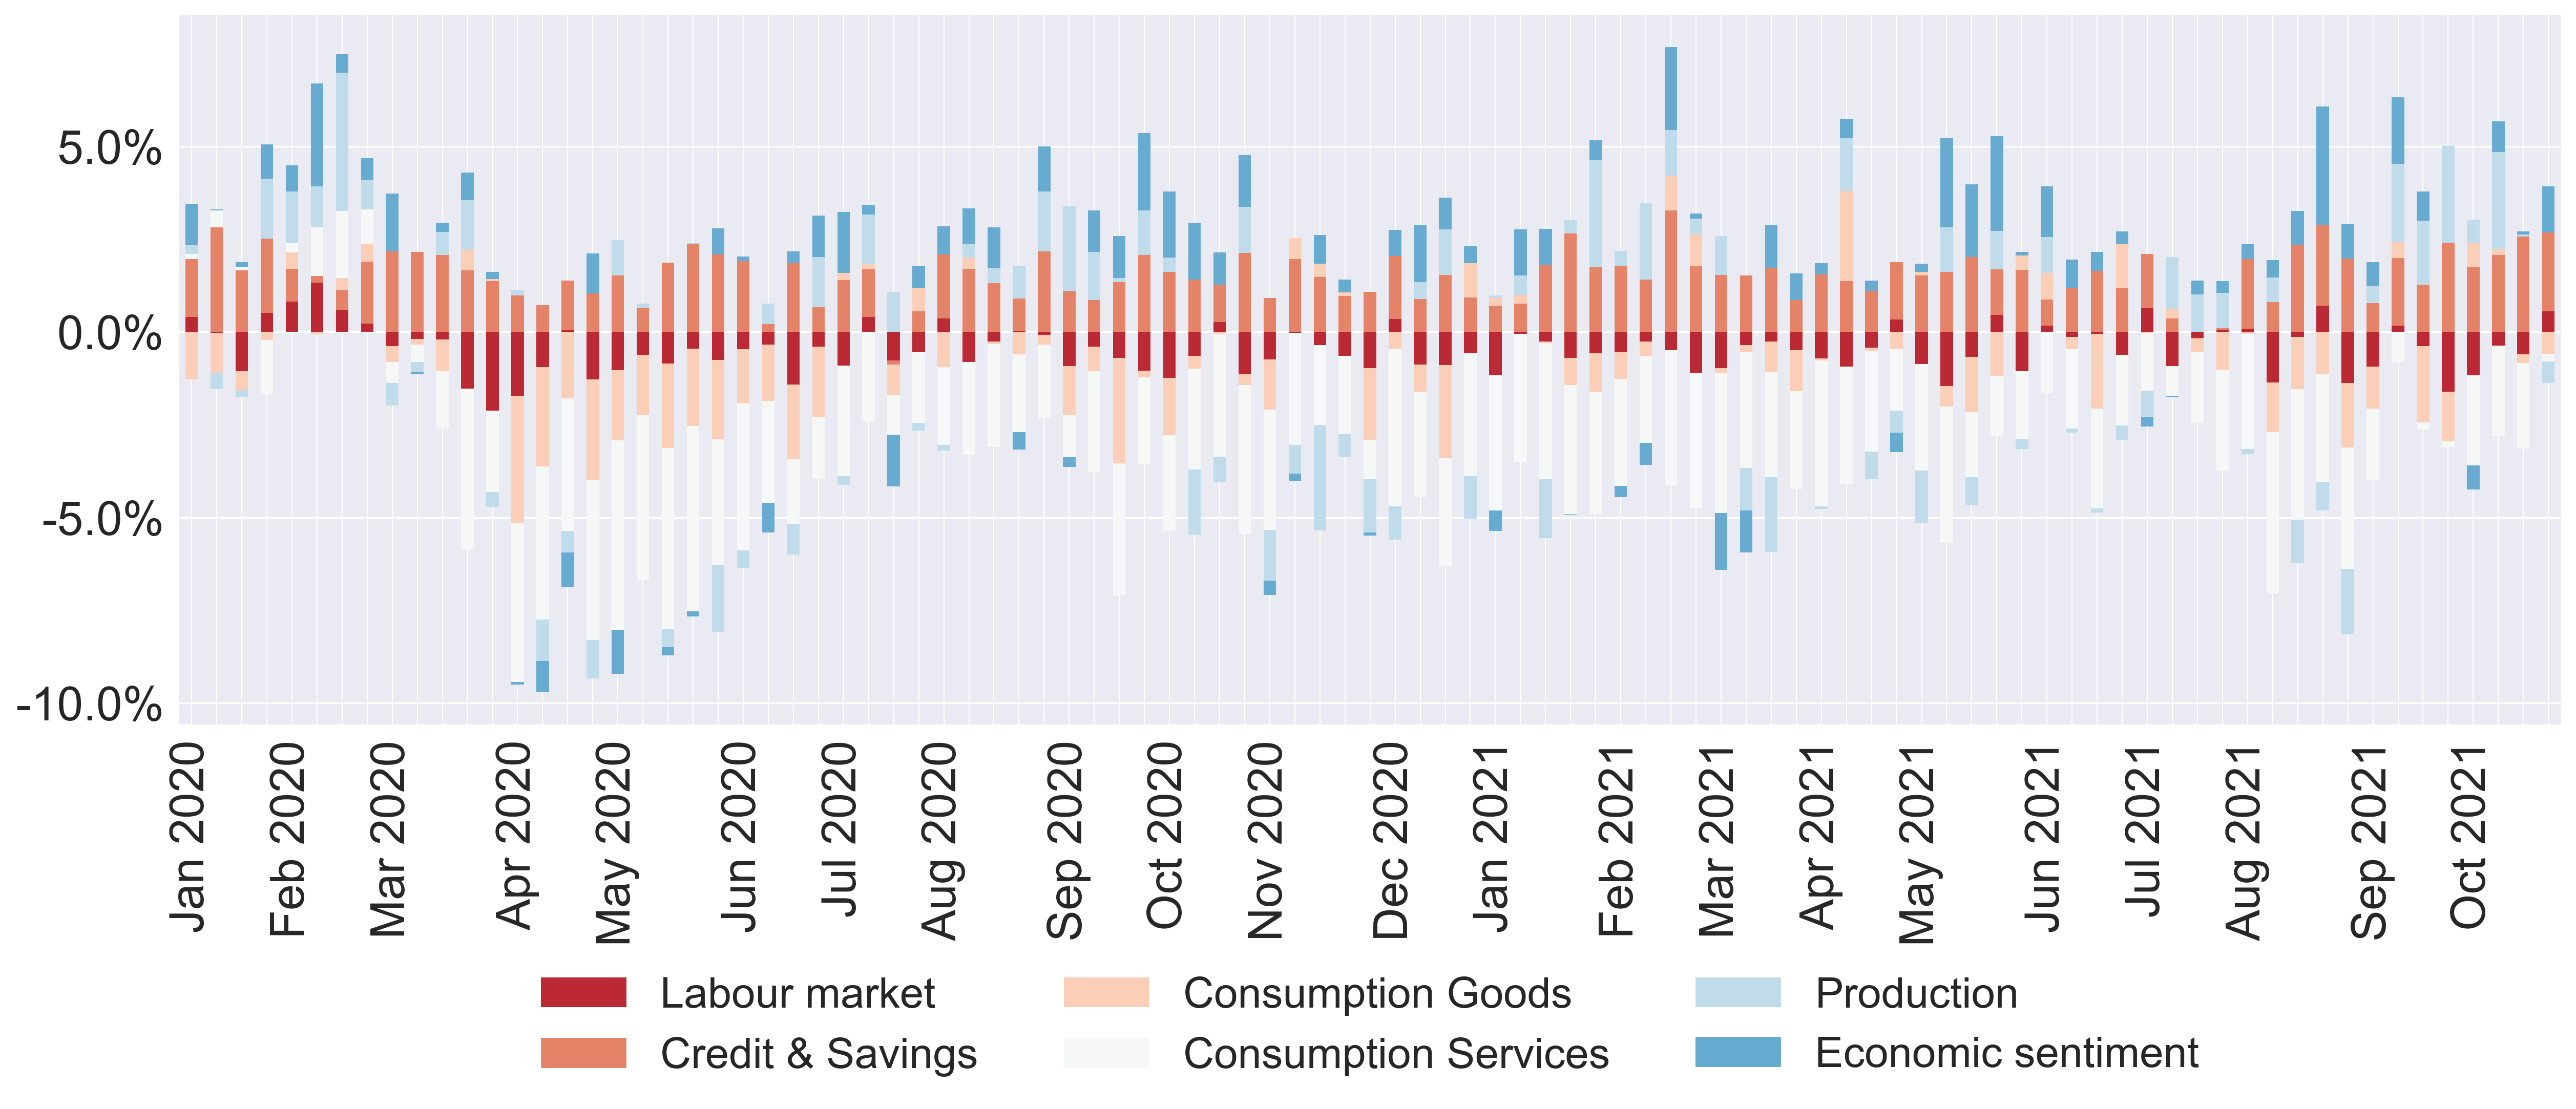 5.0%
0.0%
-5.0%
-10.0%
Jan 2020
Feb 2020
Mar 2020
Apr 2020
May 2020
Jun 2020
Jul 2020
Aug 2020
Sep 2020
Oct 2020
Nov 2020
Dec 2020
Jan 2021
Feb 2021
Mar 2021
Apr 2021
May 2021
Jun 2021
Jul 2021
Aug 2021
Sep 2021
Oct 2021
Labour market
Consumption Goods
Production
Credit & Savings
Consumption Services
Economic sentiment